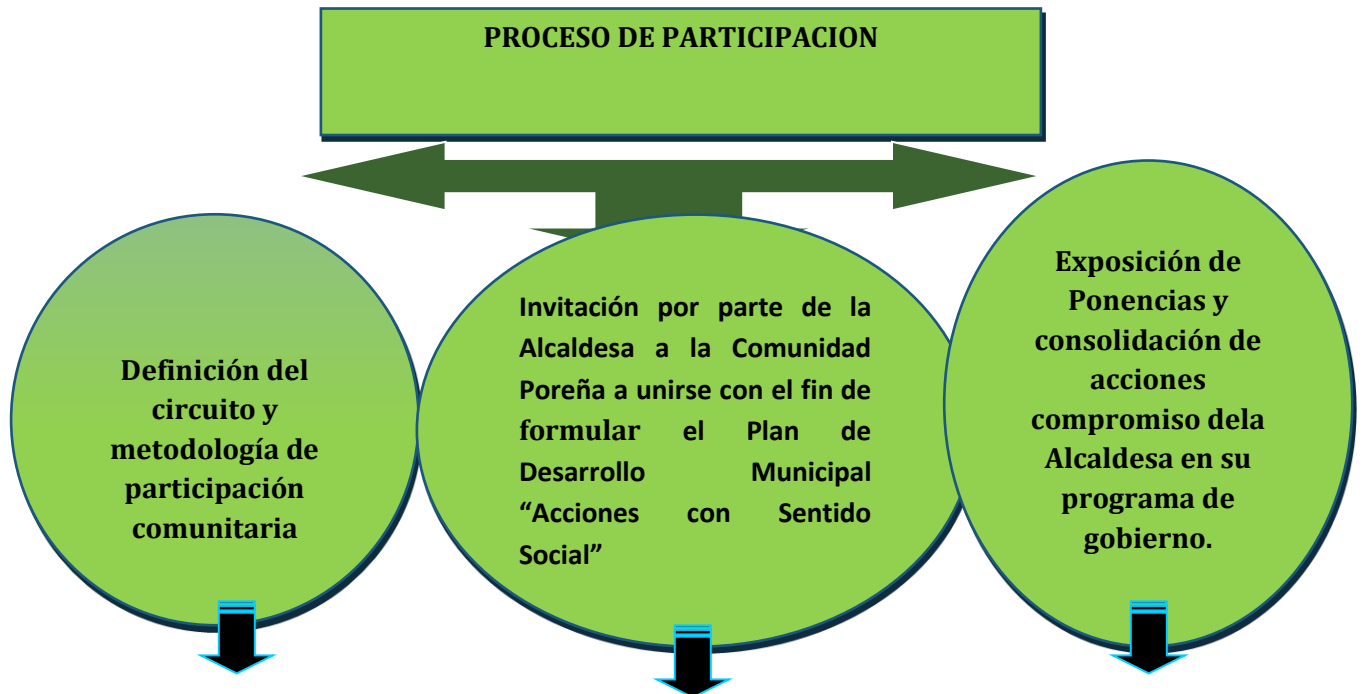 PROCESO DE PARTICIPACION
Definición del
circuito y
metodología de
participación
comunitaria
Invitación por parte de la
Alcaldesa a la Comunidad
Poreña a unirse con el fin de
formular el Plan de
Desarrollo Municipal
“Acciones con Sentido
Social”
Exposición de
Ponencias y
consolidación de
acciones
compromiso dela
Alcaldesa en su
programa de
gobierno.